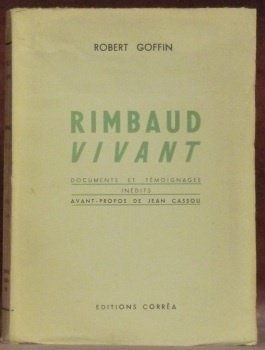 ROBERT GOFFIN
RIMBAUD
VIVANT
DOCUMENTS ET TÉMOIGNAGES
INÉDITS
AVANT-PROPOS DE JEAN CASSOU
EDITIONS CORRÊA